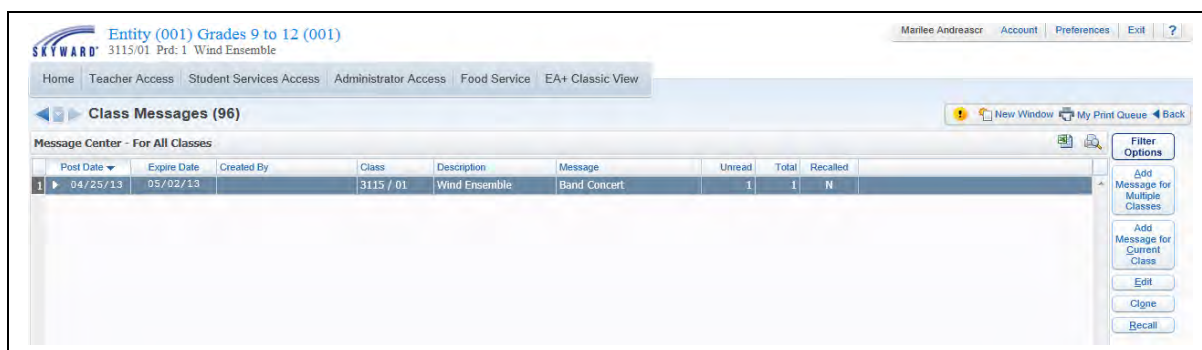 Entity (001) Grades 9 to 12 (001)
SKYWARD® 3115/01 Prd: 1 Wind Ensemble
Marilee Andreascr Account Preferences Exit ?
Home Teacher Access Student Services Access Administrator Access Food Service EA+ Classic View
Class Messages (96)
! New Window My Print Queue Back
Message Center - For All Classes
Post Date Expire Date Created By Class Description Message Unread Total Recalled
1 04/25/13 05/02/13 3115 / 01 Wind Ensemble Band Concert 1 1 N
Filter
Options
Add
Message for
Multiple
Classes
Add
Message for
Current
Class
Edit
Clone
Recall